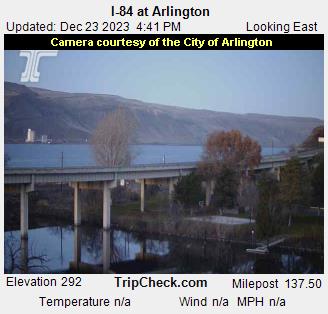 I-84 at Arlington
Updated: Dec 23 2023 4:41 PM Looking East
Camera courtesy of the City of Arlington
Elevation 292 TripCheck.com Milepost 137.50
Temperature n/a Wind n/a MPH n/a